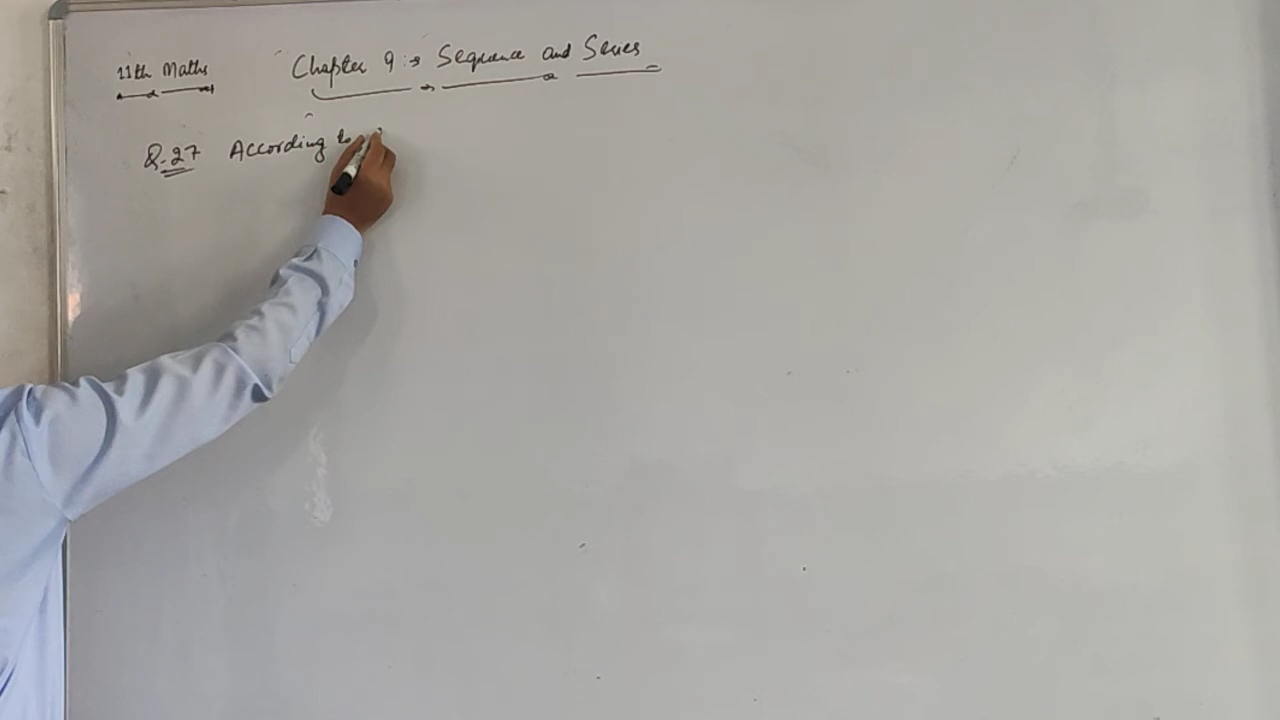 11th Maths Chapter 9 :→ Sequence and Series
Q.27 According to